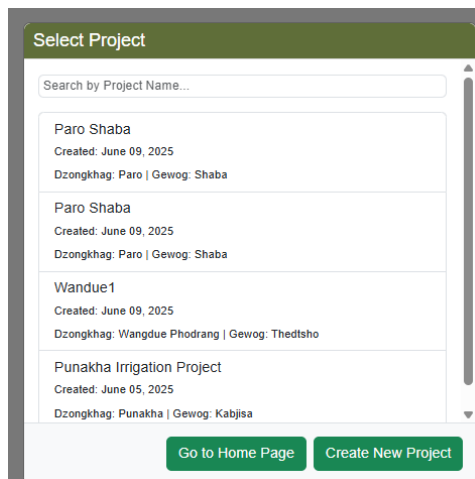 Select Project
Search by Project Name...
Paro Shaba
Created: June 09, 2025
Dzongkhag: Paro | Gewog: Shaba
Paro Shaba
Created: June 09, 2025
Dzongkhag: Paro | Gewog: Shaba
Wandue1
Created: June 09, 2025
Dzongkhag: Wangdue Phodrang | Gewog: Thedtsho
Punakha Irrigation Project
Created: June 05, 2025
Dzongkhag: Punakha | Gewog: Kabjisa
Go to Home Page
Create New Project